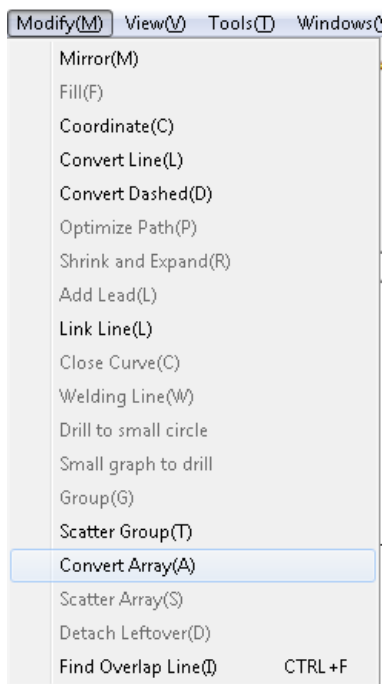 Modify(M) View(V) Tools(T) Windows(
Mirror(M)
Fill(F)
Coordinate(C)
Convert Line(L)
Convert Dashed(D)
Optimize Path(P)
Shrink and Expand(R)
Add Lead(L)
Link Line(L)
Close Curve(C)
Welding Line(W)
Drill to small circle
Small graph to drill
Group(G)
Scatter Group(T)
Convert Array(A)
Scatter Array(S)
Detach Leftover(D)
Find Overlap Line(I) CTRL+F